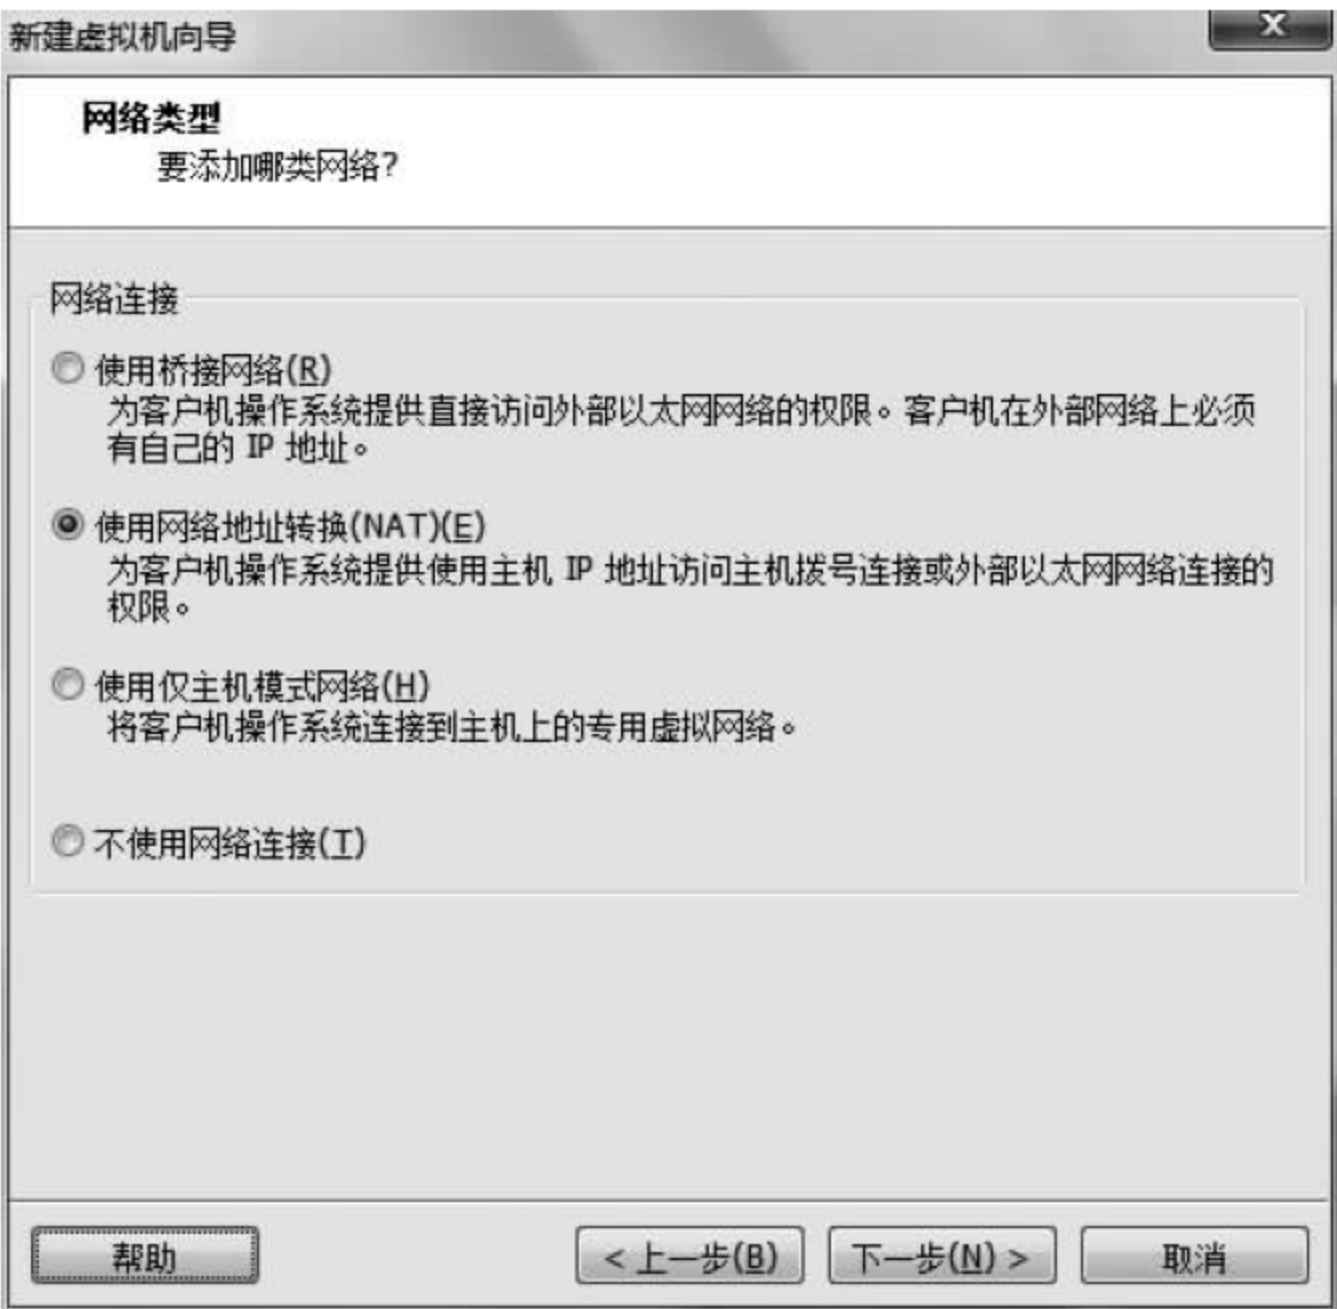 新建虚拟机向导
X
网络类型
要添加哪类网络?
网络连接
使用桥接网络(R)
为客户机操作系统提供直接访问外部以太网网络的权限。客户机在外部网络上必须
有自己的 IP 地址。
使用网络地址转换(NAT)(E)
为客户机操作系统提供使用主机 IP 地址访问主机拨号连接或外部以太网网络连接的
权限。
使用仅主机模式网络(H)
将客户机操作系统连接到主机上的专用虚拟网络。
不使用网络连接(T)
帮助 < 上一步(B) 下一步(N) > 取消